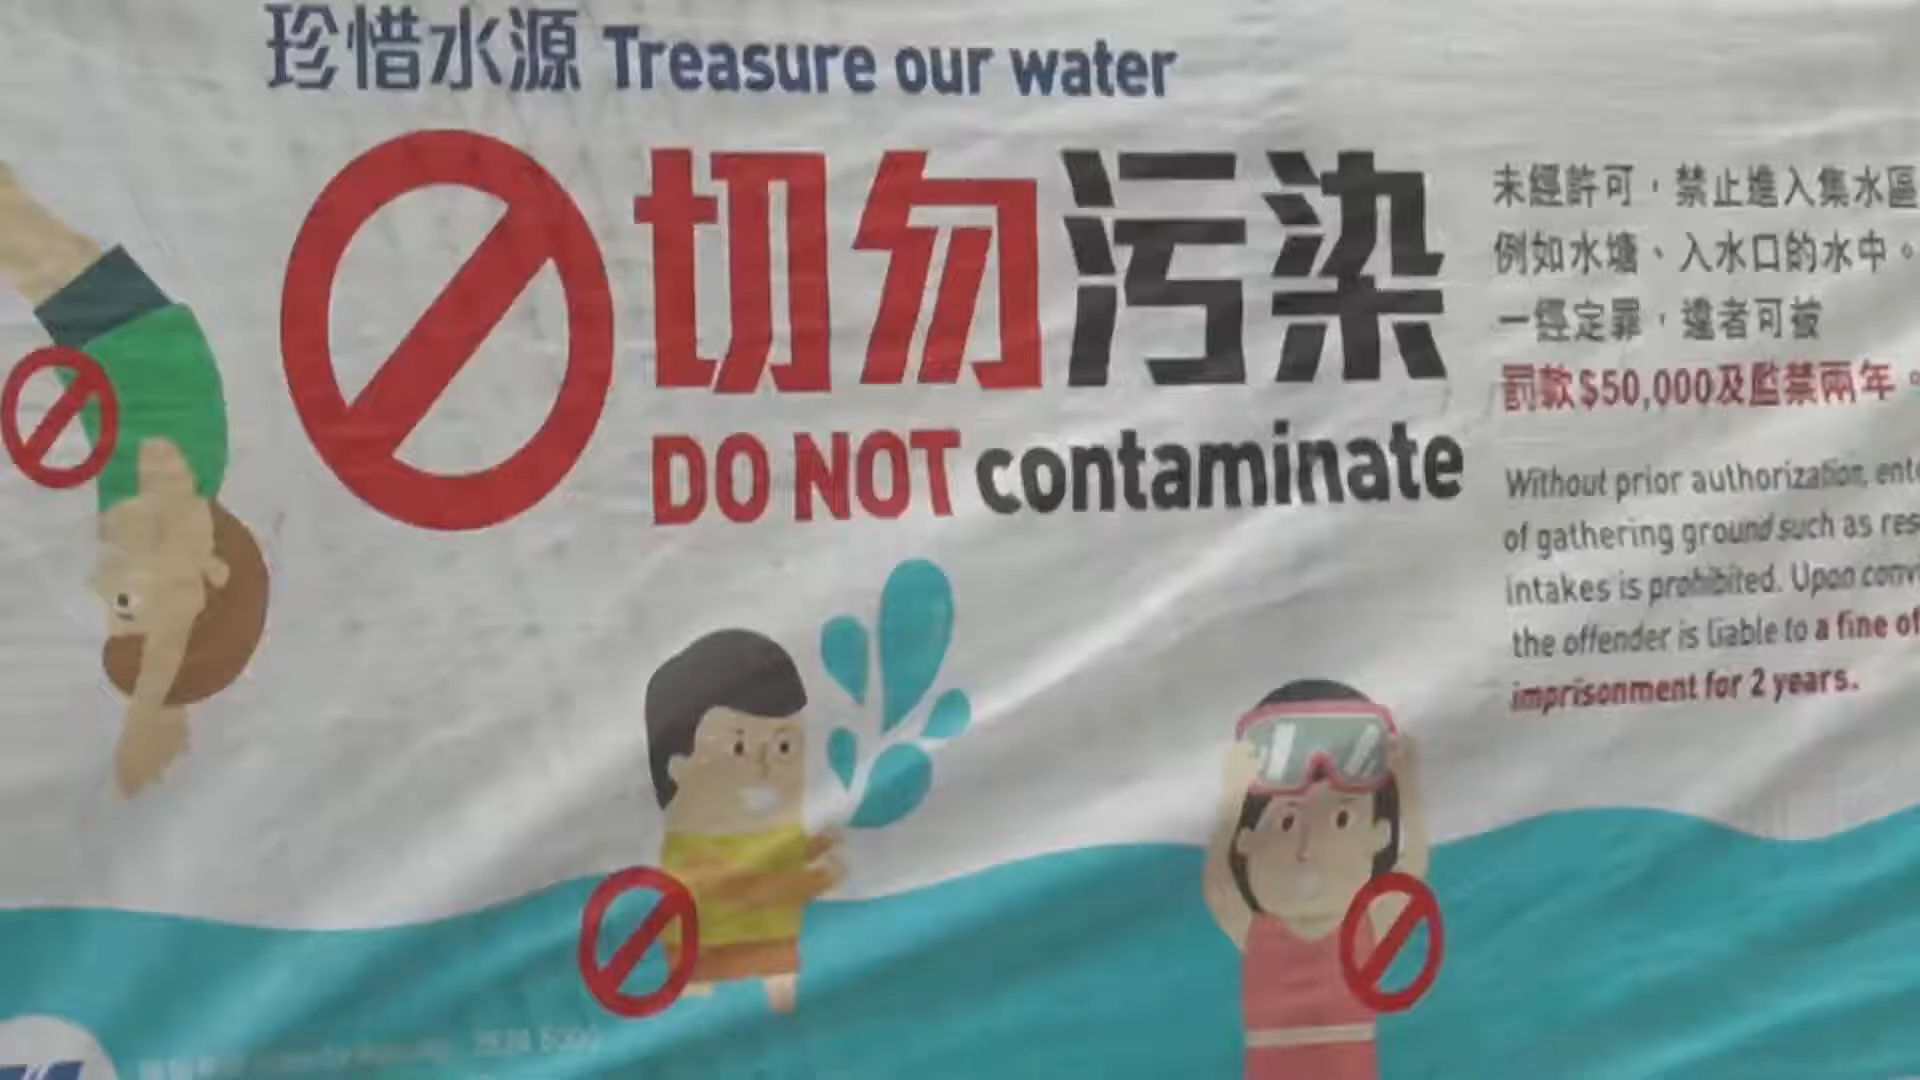 珍惜水源 Treasure our water
切勿污染
DO NOT contaminate
未經許可，禁止進入集水區
例如水塘、入水口的水中。
一經定罪，違者可被
罰款$50,000及監禁兩年。
Without prior authorization, ent
of gathering ground such as res
intakes is prohibited. Upon conv
the offender is liable to a fine of
imprisonment for 2 years.